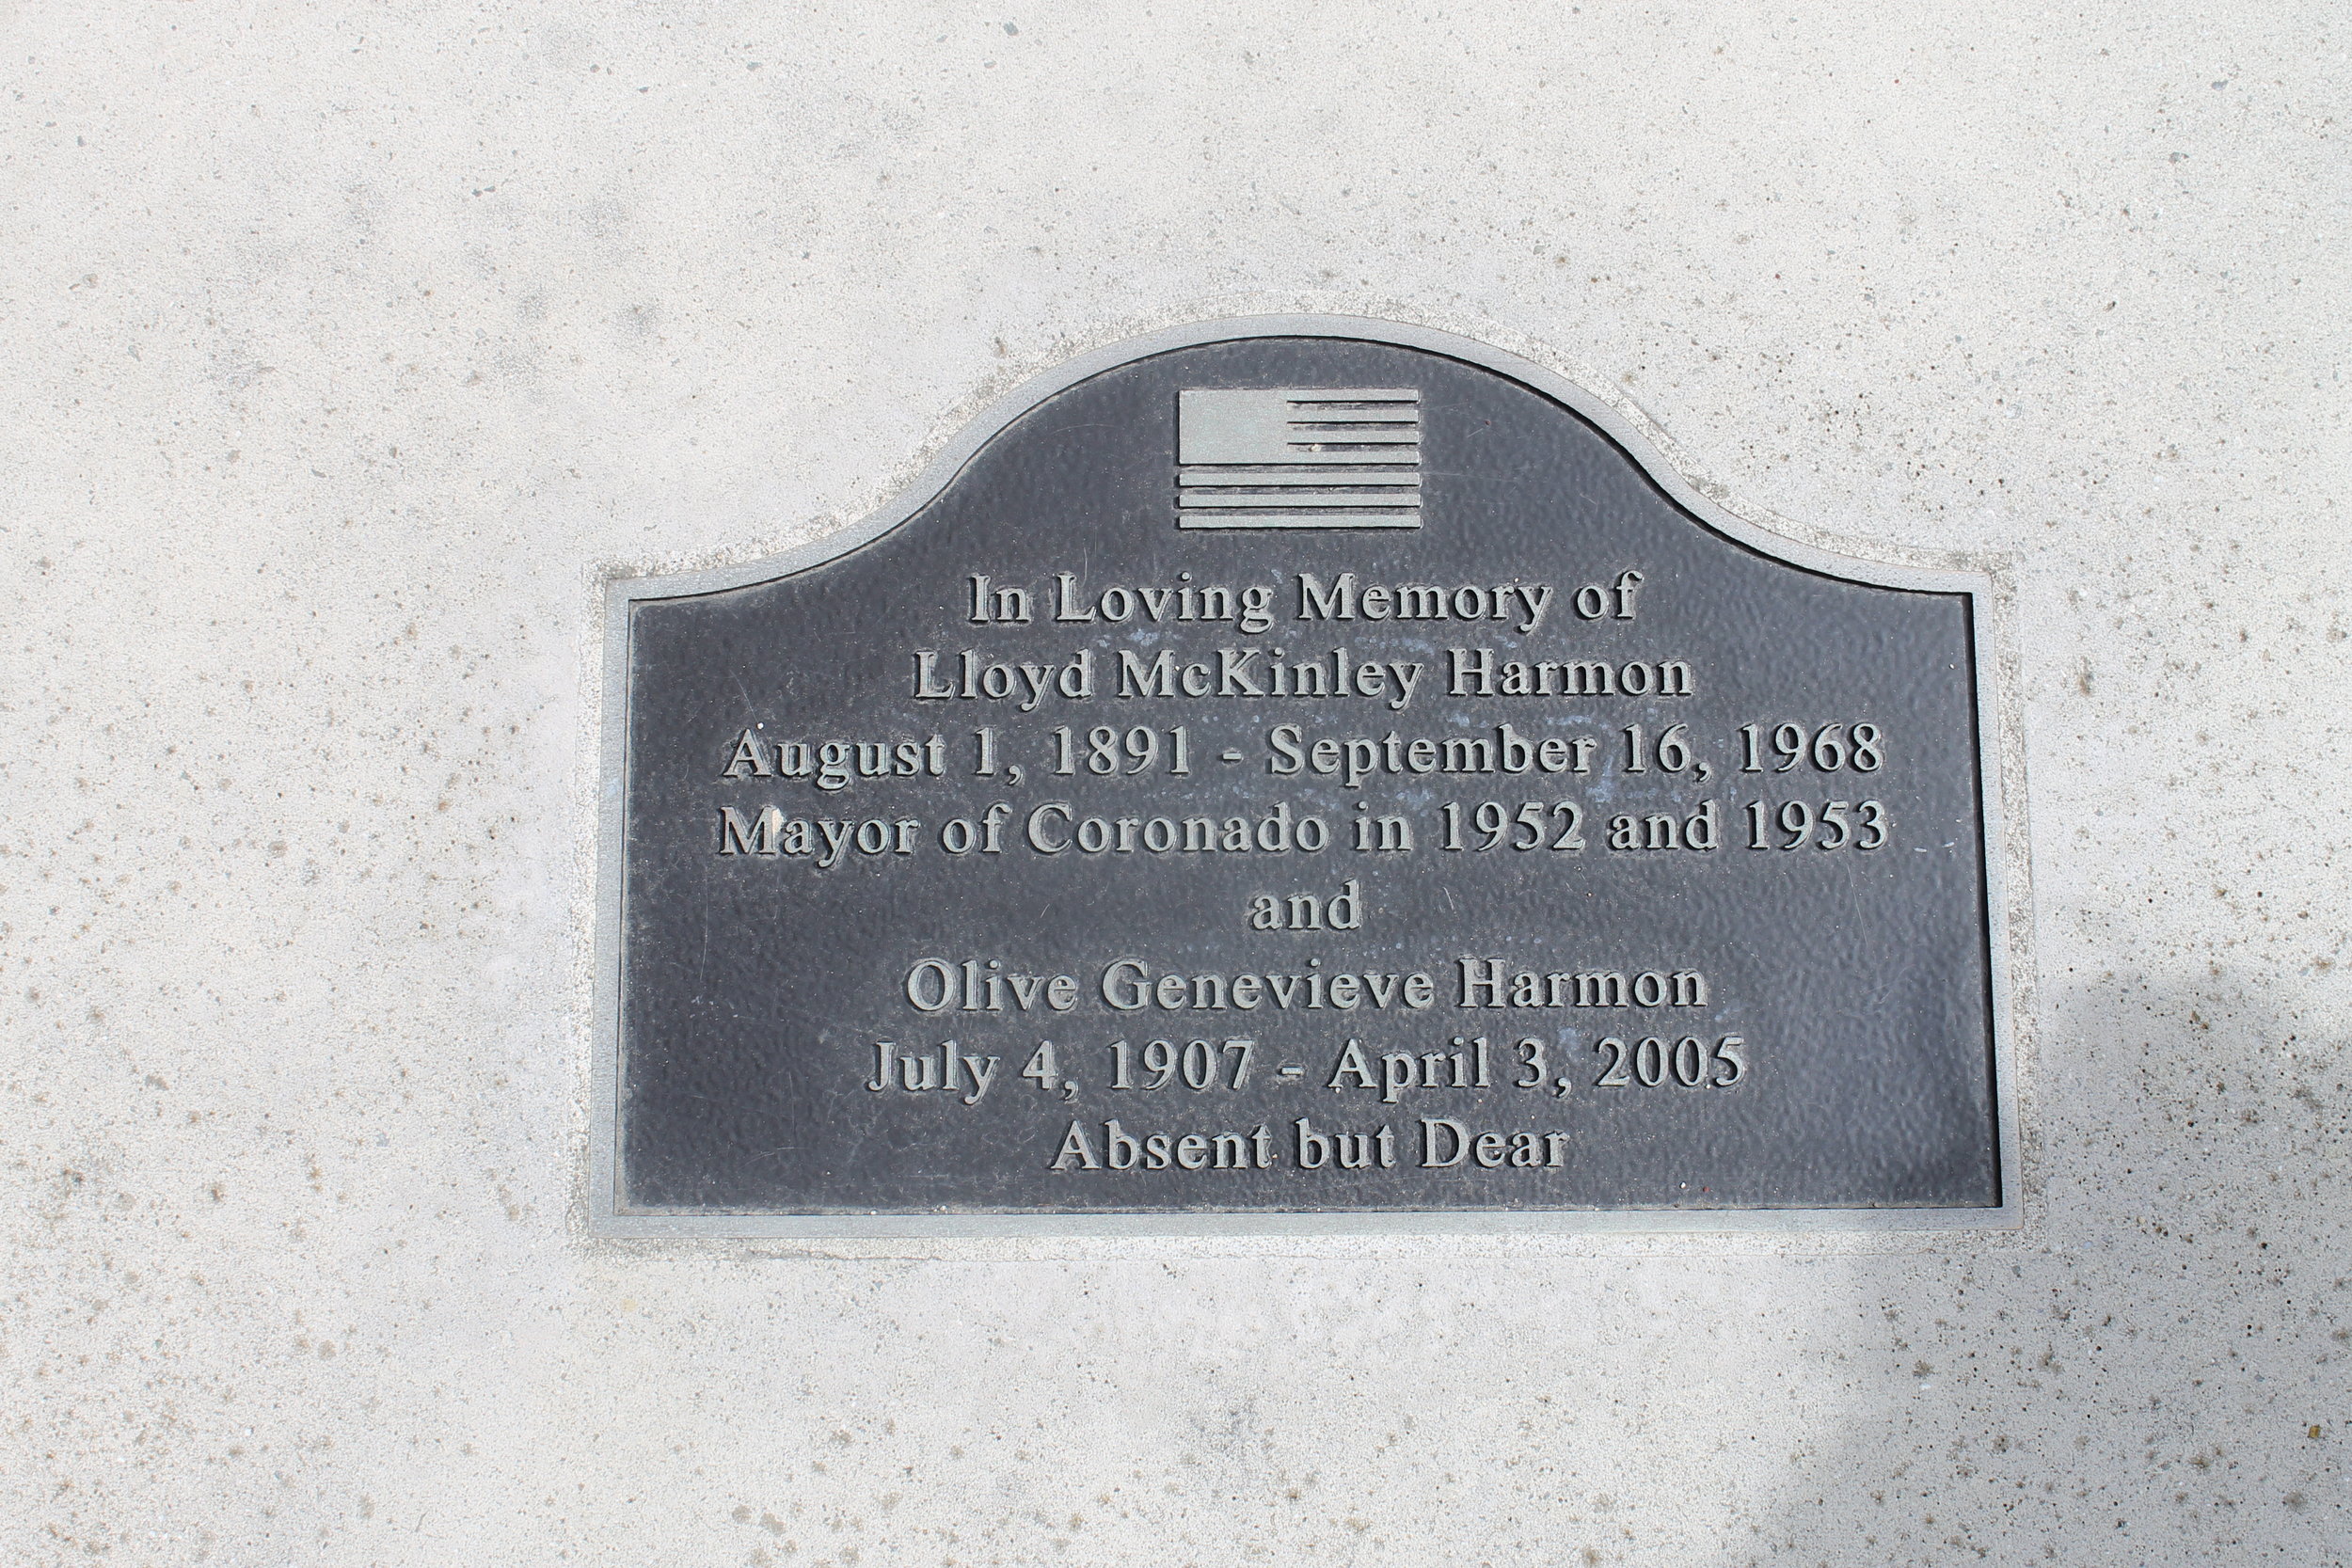 In Loving Memory of
Lloyd McKinley Harmon
August 1, 1891 - September 16, 1968
Mayor of Coronado in 1952 and 1953
and
Olive Genevieve Harmon
July 4, 1907 - April 3, 2005
Absent but Dear